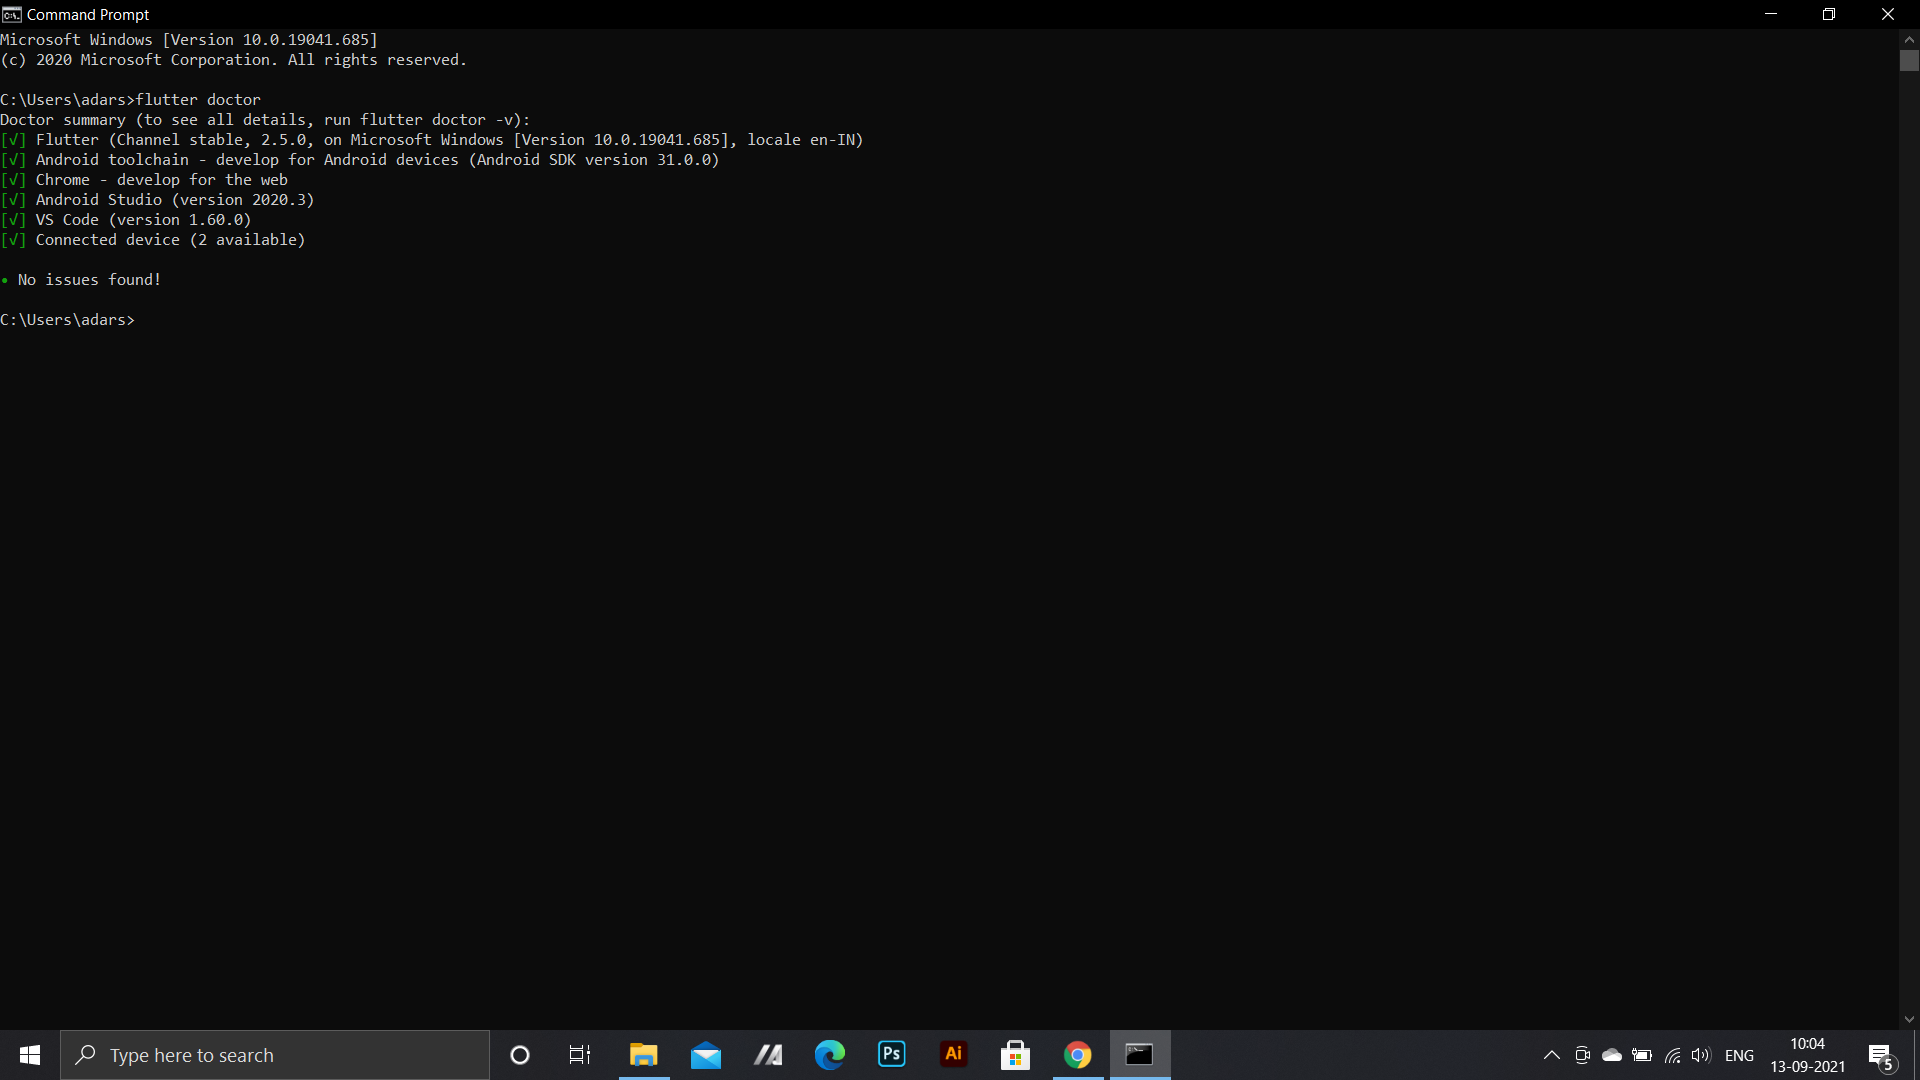 Command Prompt
Microsoft Windows [Version 10.0.19041.685]
(c) 2020 Microsoft Corporation. All rights reserved.
C:\Users\adars>flutter doctor
Doctor summary (to see all details, run flutter doctor -v):
[√] Flutter (Channel stable, 2.5.0, on Microsoft Windows [Version 10.0.19041.685], locale en-IN)
[√] Android toolchain - develop for Android devices (Android SDK version 31.0.0)
[√] Chrome - develop for the web
[√] Android Studio (version 2020.3)
[√] VS Code (version 1.60.0)
[√] Connected device (2 available)
• No issues found!
C:\Users\adars>
Type here to search
Ps
Ai
ENG
10:04
13-09-2021
5